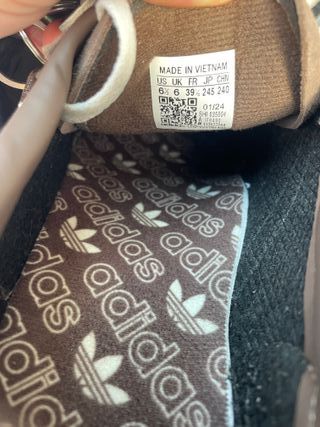 MADE IN VIETNAM
US UK FR JP CHN
6½ 6 39⅓ 245 240
01/24
adidas
adidas
adidas
adidas
adidas
adidas
adidas